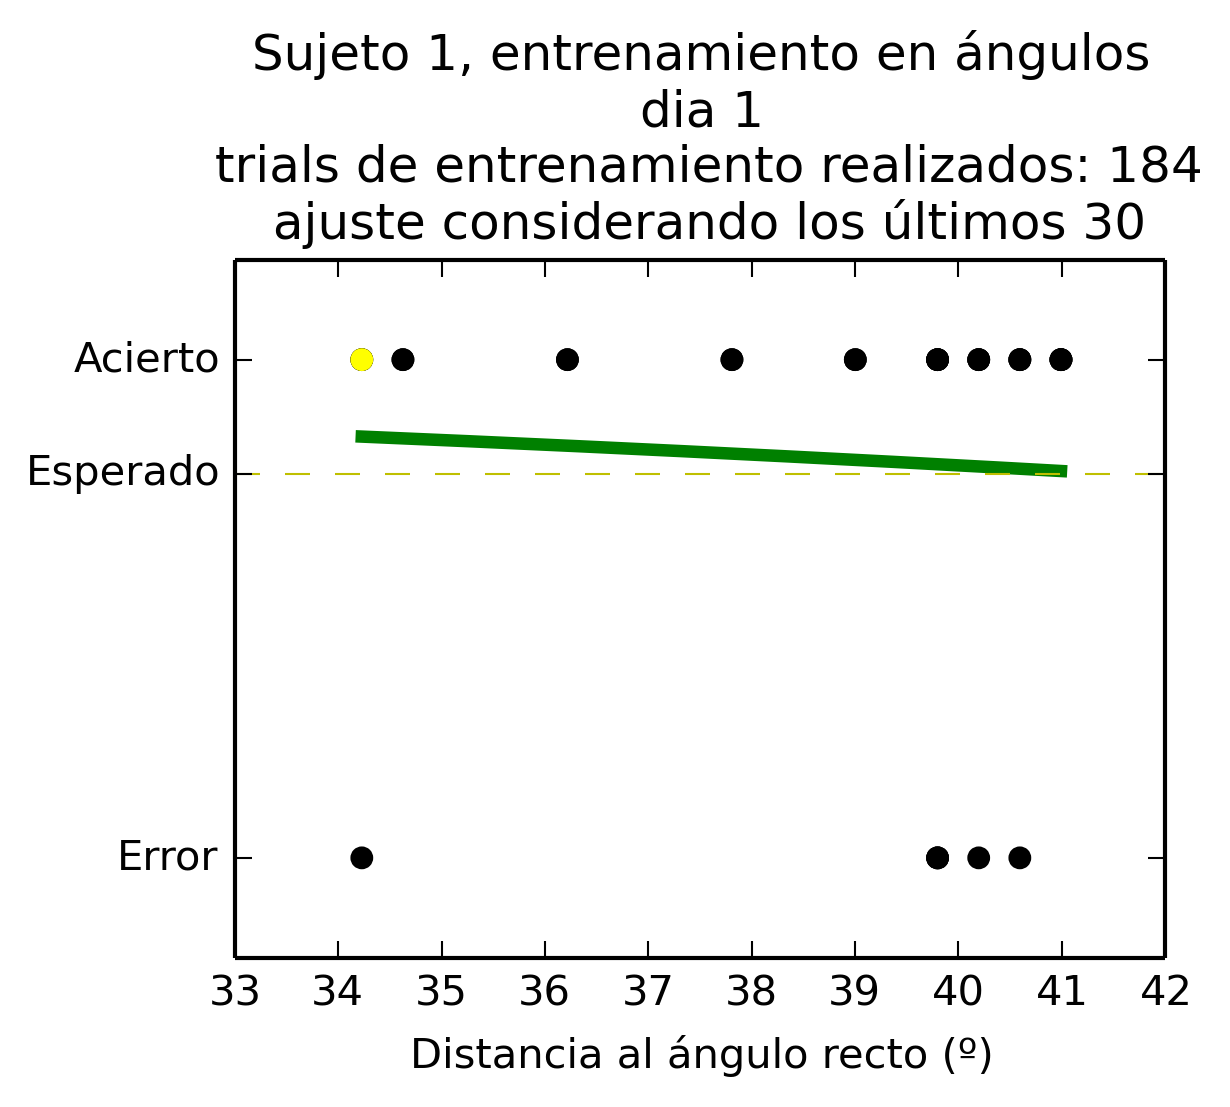 Sujeto 1, entrenamiento en ángulos
dia 1
trials de entrenamiento realizados: 184
ajuste considerando los últimos 30
Acierto
Esperado
Error
33 34 35 36 37 38 39 40 41 42
Distancia al ángulo recto (º)